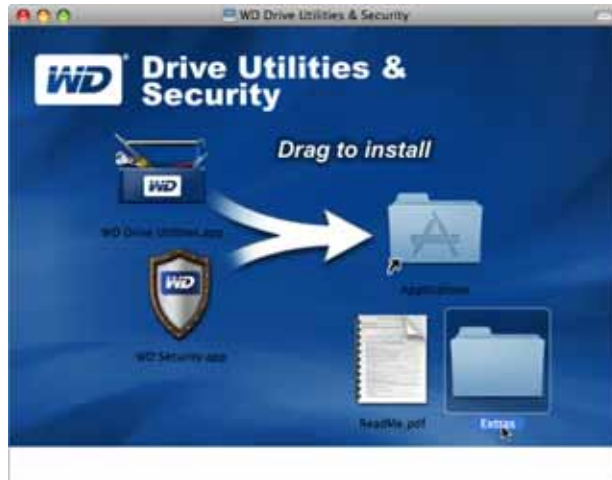 WD Drive Utilities & Security
WD
Drive Utilities &
Security
Drag to install
WD
WD Drive Utilities.app
WD
Applications
WD Security.app
ReadMe.pdf
Extras